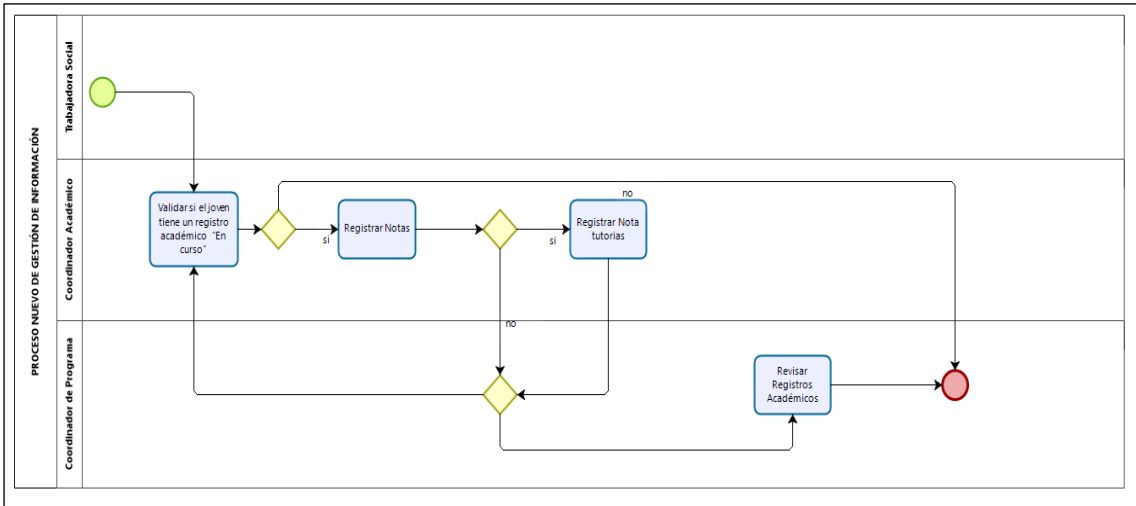 PROCESO NUEVO DE GESTIÓN DE INFORMACIÓN
Trabajadora Social
Coordinador Académico
Validar si el joven
tiene un registro
académico "En
curso"
si
Registrar Notas
si
Registrar Nota
tutorias
no
no
Coordinador de Programa
Revisar
Registros
Académicos